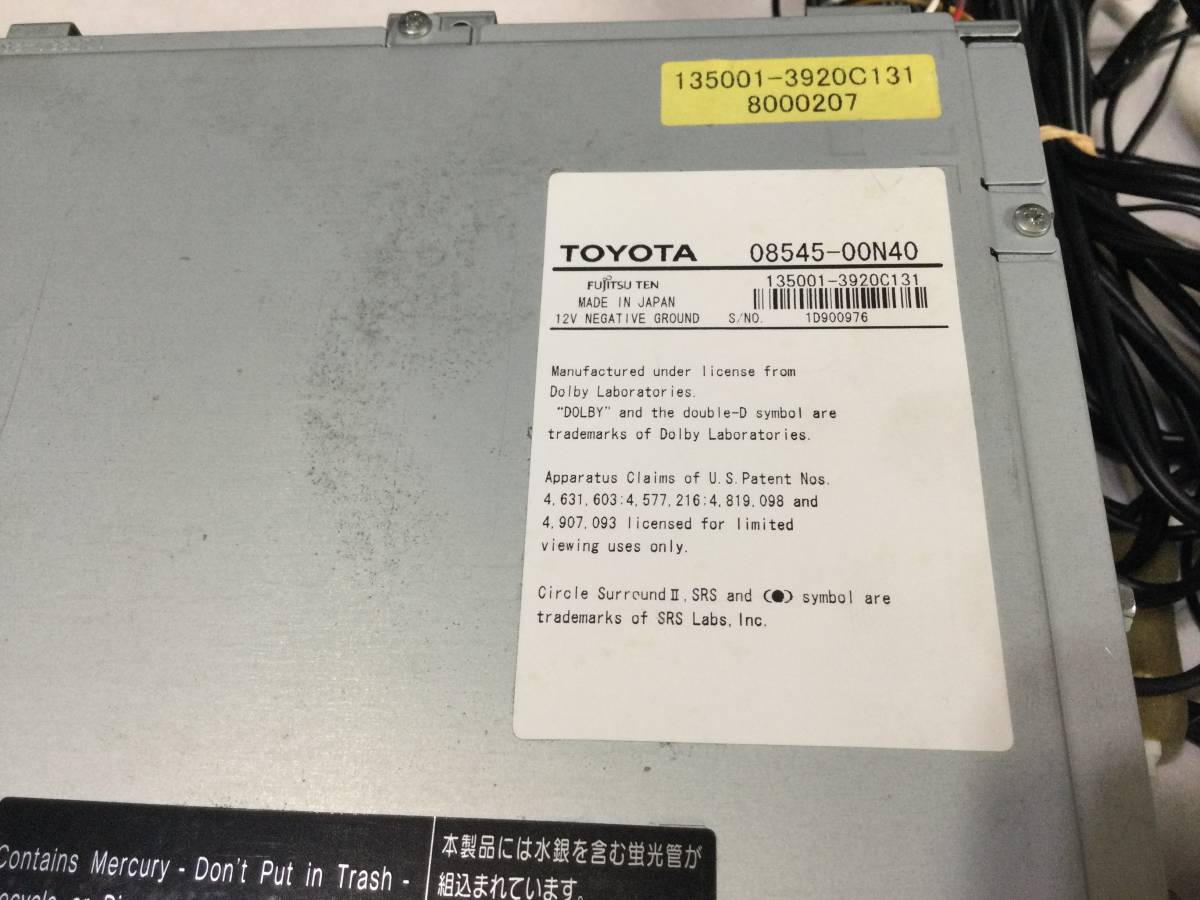 135001-3920C131
8000207
TOYOTA 08545-00N40
FUJITSU TEN 135001-3920C131
MADE IN JAPAN
12V NEGATIVE GROUND S/NO. 1D900976
Manufactured under license from
Dolby Laboratories.
"DOLBY" and the double-D symbol are
trademarks of Dolby Laboratories.
Apparatus Claims of U.S.Patent Nos.
4,631,603:4,577,216:4,819,098 and
4,907,093 licensed for limited
viewing uses only.
Circle SurroundⅡ,SRS and symbol are
trademarks of SRS Labs,Inc.
Contains Mercury - Don't Put in Trash -
本製品には水銀を含む蛍光管が
組込まれています。